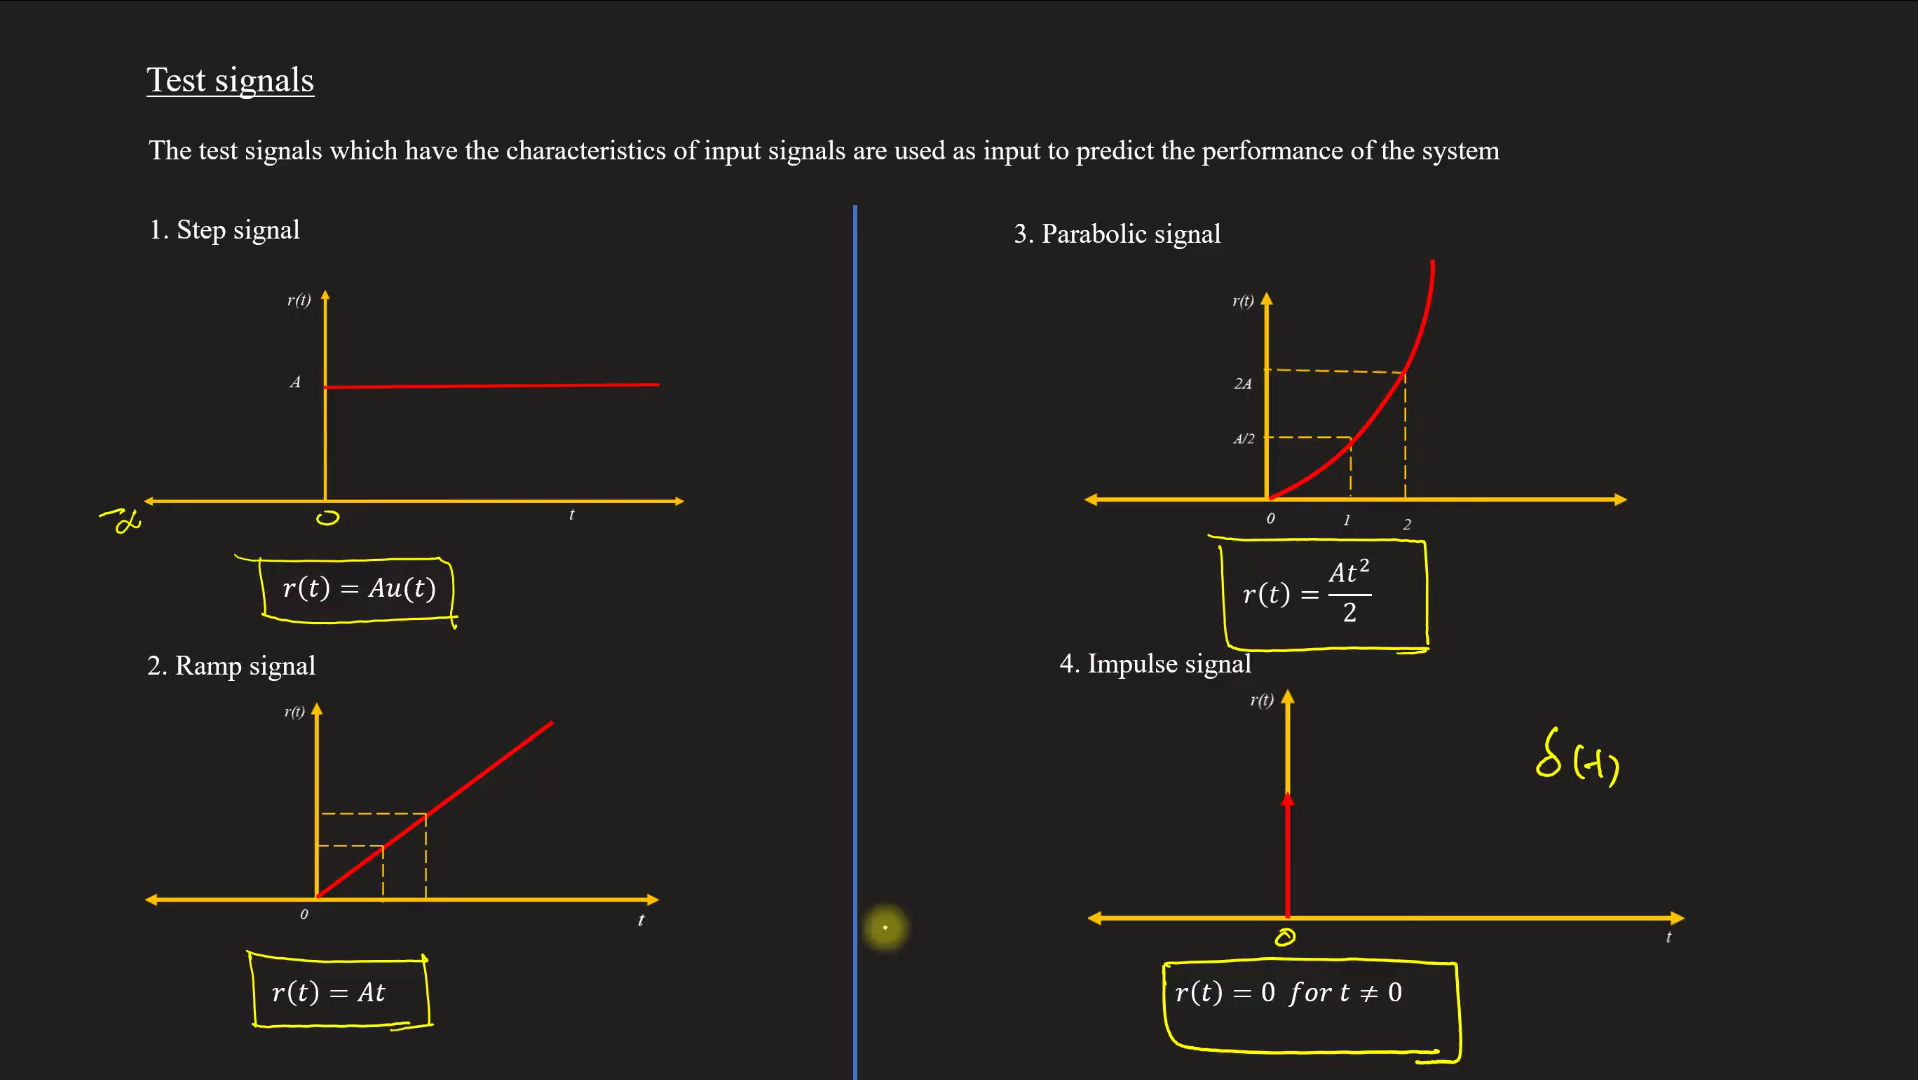 Test signals
The test signals which have the characteristics of input signals are used as input to predict the performance of the system
1. Step signal
r(t)
A
-∝
0
t
r(t) = Au(t)
2. Ramp signal
r(t)
0
t
r(t) = At
3. Parabolic signal
r(t)
2A
A/2
0 1 2
r(t) = At²/2
4. Impulse signal
r(t)
δ(t)
0
t
r(t) = 0 for t ≠ 0